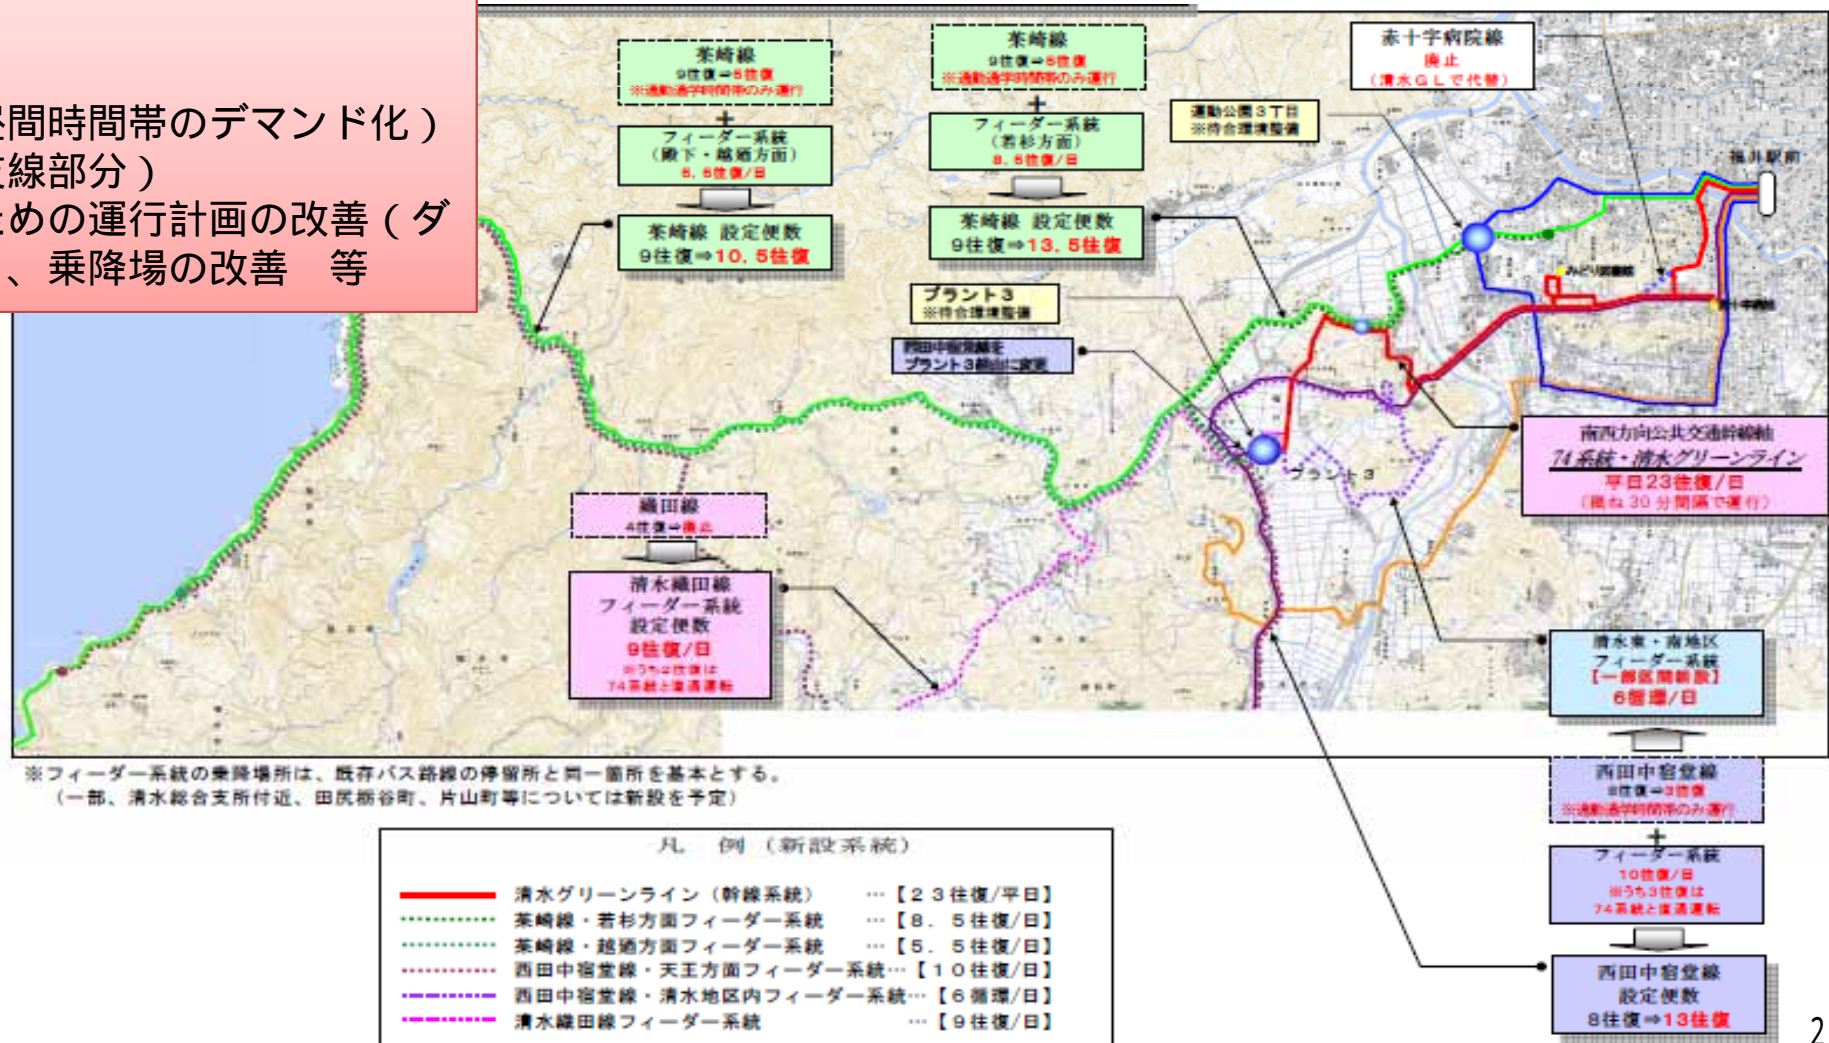 昼間時間帯のデマンド化）
支線部分）
ための運行計画の改善（ダ
、乗降場の改善　等
茱崎線
9往復⇒5往復
※通勤通学時間帯のみ運行
＋
フィーダー系統
（殿下・越廼方面）
5.5往復/日
茱崎線 設定便数
9往復⇒10.5往復
茱崎線
9往復⇒5往復
※通勤通学時間帯のみ運行
＋
フィーダー系統
（若杉方面）
8.5往復/日
茱崎線 設定便数
9往復⇒13.5往復
赤十字病院線
廃止
（清水ＧＬで代替）
運動公園３丁目
※待合環境整備
福井駅前
みどり図書館
プラント３
※待合環境整備
西田中宿堂線を
プラント３経由に変更
プラント３
南西方向公共交通幹線軸
74系統・清水グリーンライン
平日23往復/日
（概ね30分間隔で運行）
織田線
4往復⇒廃止
清水織田線
フィーダー系統
設定便数
9往復/日
※うち2往復は
74系統と直通運転
清水東・南地区
フィーダー系統
【一部区間新設】
6循環/日
西田中宿堂線
8往復⇒3往復
※通勤通学時間帯のみ運行
＋
フィーダー系統
10往復/日
※うち3往復は
74系統と直通運転
西田中宿堂線
設定便数
8往復⇒13往復
※フィーダー系統の乗降場所は、既存バス路線の停留所と同一箇所を基本とする。
（一部、清水総合支所付近、田尻栃谷町、片山町等については新設を予定）
凡　例（新設系統）
清水グリーンライン（幹線系統）　…【２３往復/平日】
茱崎線・若杉方面フィーダー系統　…【８．５往復/日】
茱崎線・越廼方面フィーダー系統　…【５．５往復/日】
西田中宿堂線・天王方面フィーダー系統…【１０往復/日】
西田中宿堂線・清水地区内フィーダー系統…【６循環/日】
清水織田線フィーダー系統　…【９往復/日】
2